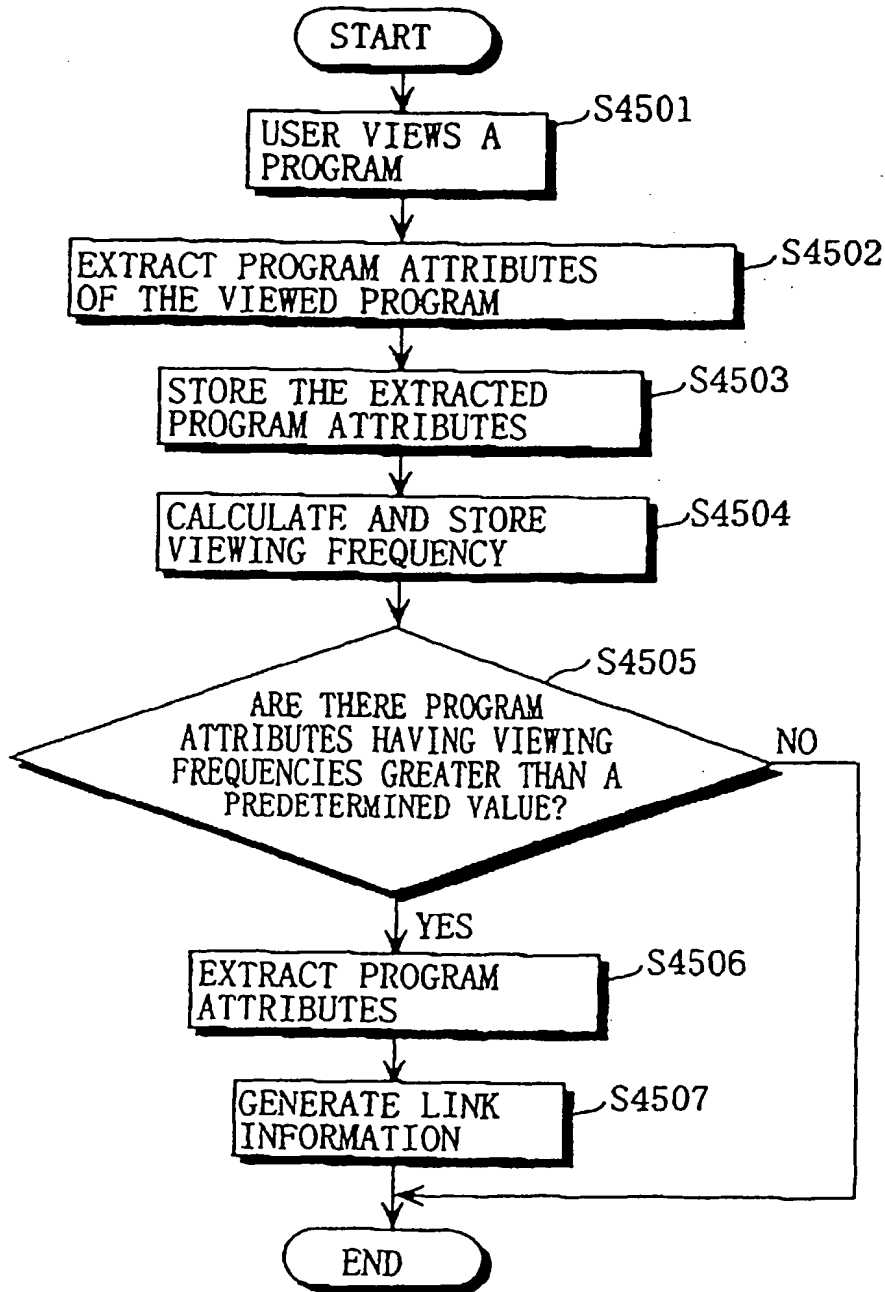 START
S4501
USER VIEWS A
PROGRAM
S4502
EXTRACT PROGRAM ATTRIBUTES
OF THE VIEWED PROGRAM
S4503
STORE THE EXTRACTED
PROGRAM ATTRIBUTES
S4504
CALCULATE AND STORE
VIEWING FREQUENCY
S4505
ARE THERE PROGRAM
ATTRIBUTES HAVING VIEWING
FREQUENCIES GREATER THAN A
PREDETERMINED VALUE?
NO
YES
S4506
EXTRACT PROGRAM
ATTRIBUTES
S4507
GENERATE LINK
INFORMATION
END